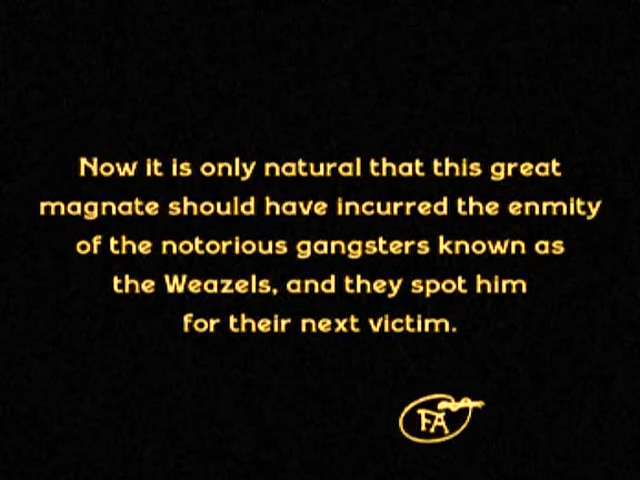 Now it is only natural that this great
magnate should have incurred the enmity
of the notorious gangsters known as
the Weazels, and they spot him
for their next victim.
FA